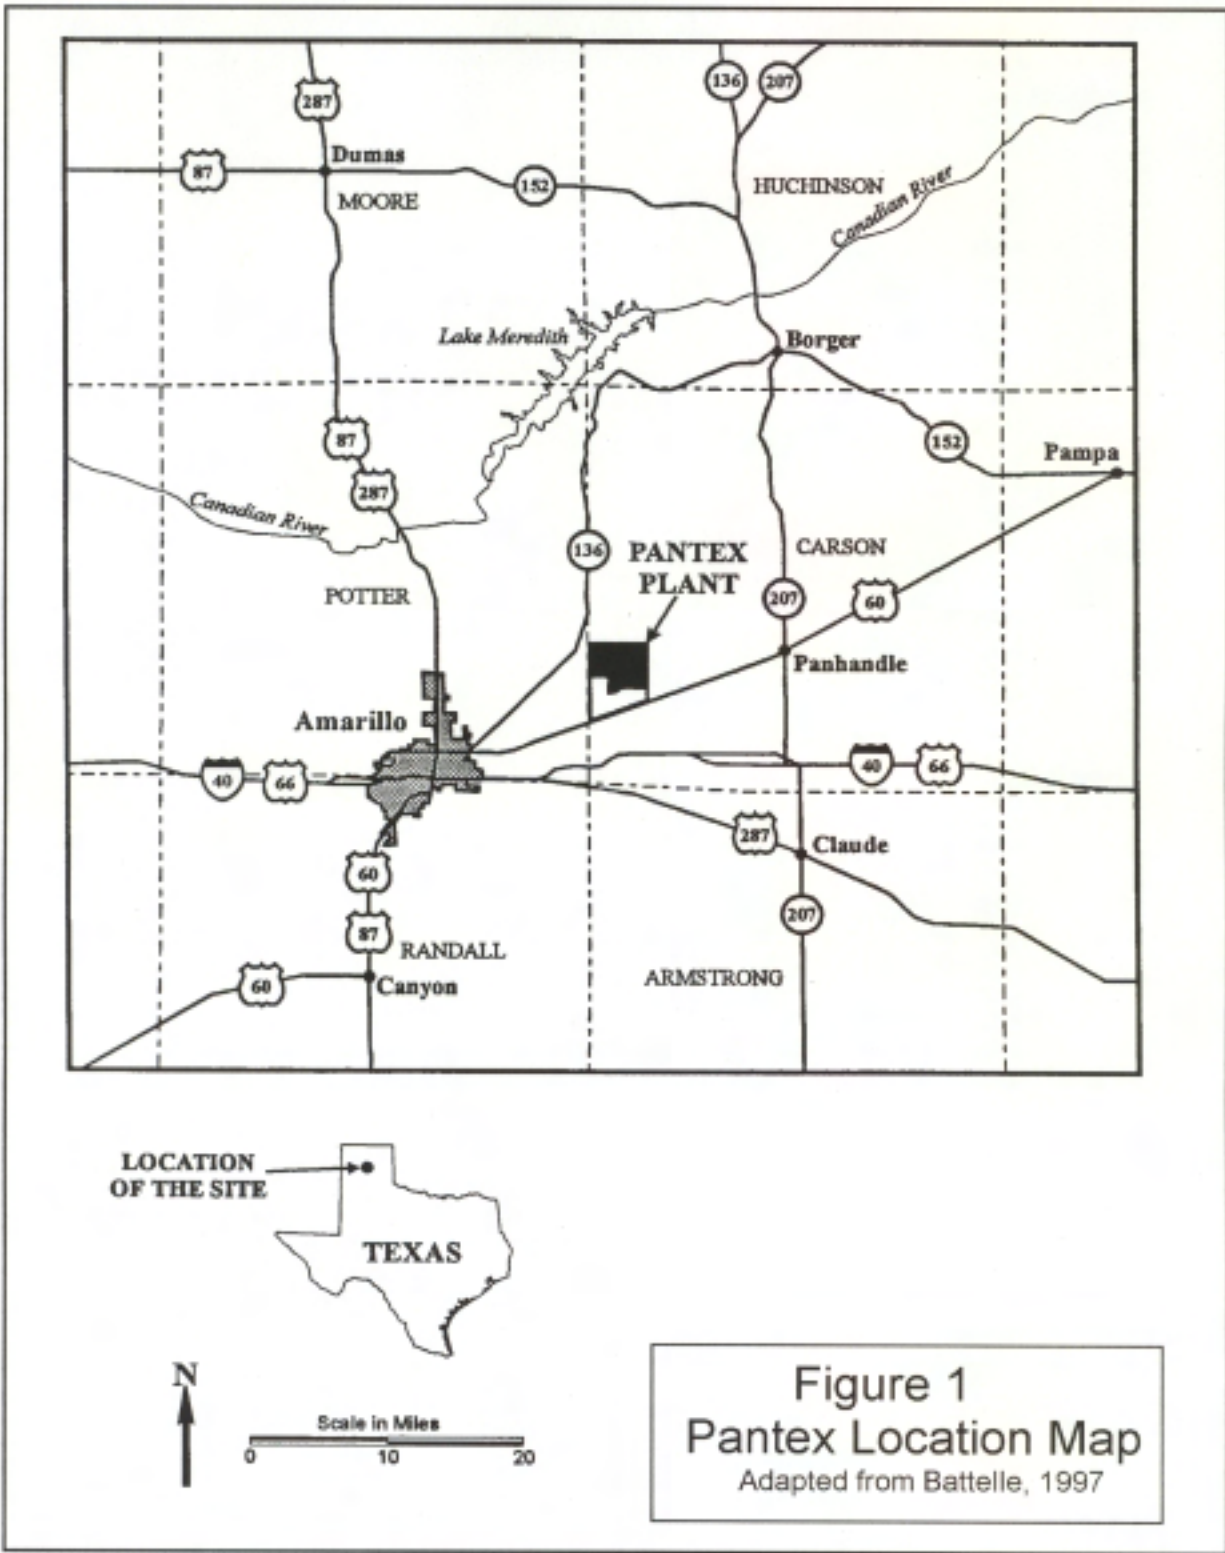 136
207
287
Dumas
87
152
HUCHINSON
MOORE
Canadian River
Lake Meredith
Borger
87
152
Pampa
287
Canadian River
136
PANTEX
PLANT
CARSON
POTTER
207
60
Panhandle
Amarillo
40
66
40
66
287
Claude
60
207
87
RANDALL
ARMSTRONG
60
Canyon
LOCATION
OF THE SITE
TEXAS
N
Scale in Miles
0 10 20
Figure 1
Pantex Location Map
Adapted from Battelle, 1997